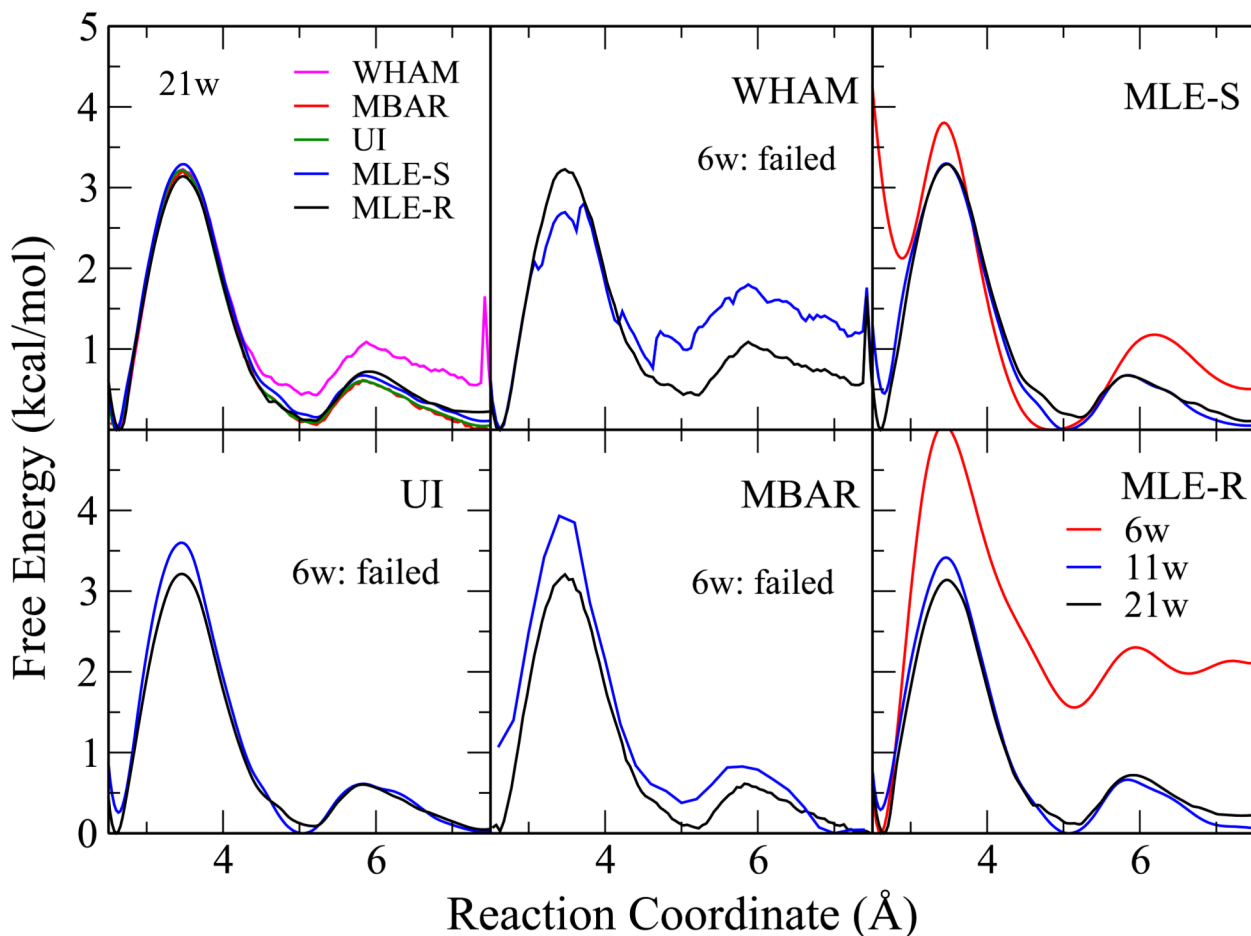 Free Energy (kcal/mol)
5
4
3
2
1
21w
WHAM
MBAR
UI
MLE-S
MLE-R
WHAM
6w: failed
MLE-S
4
3
2
1
0
UI
6w: failed
MBAR
6w: failed
MLE-R
6w
11w
21w
4 6 4 6 4 6
Reaction Coordinate (Å)